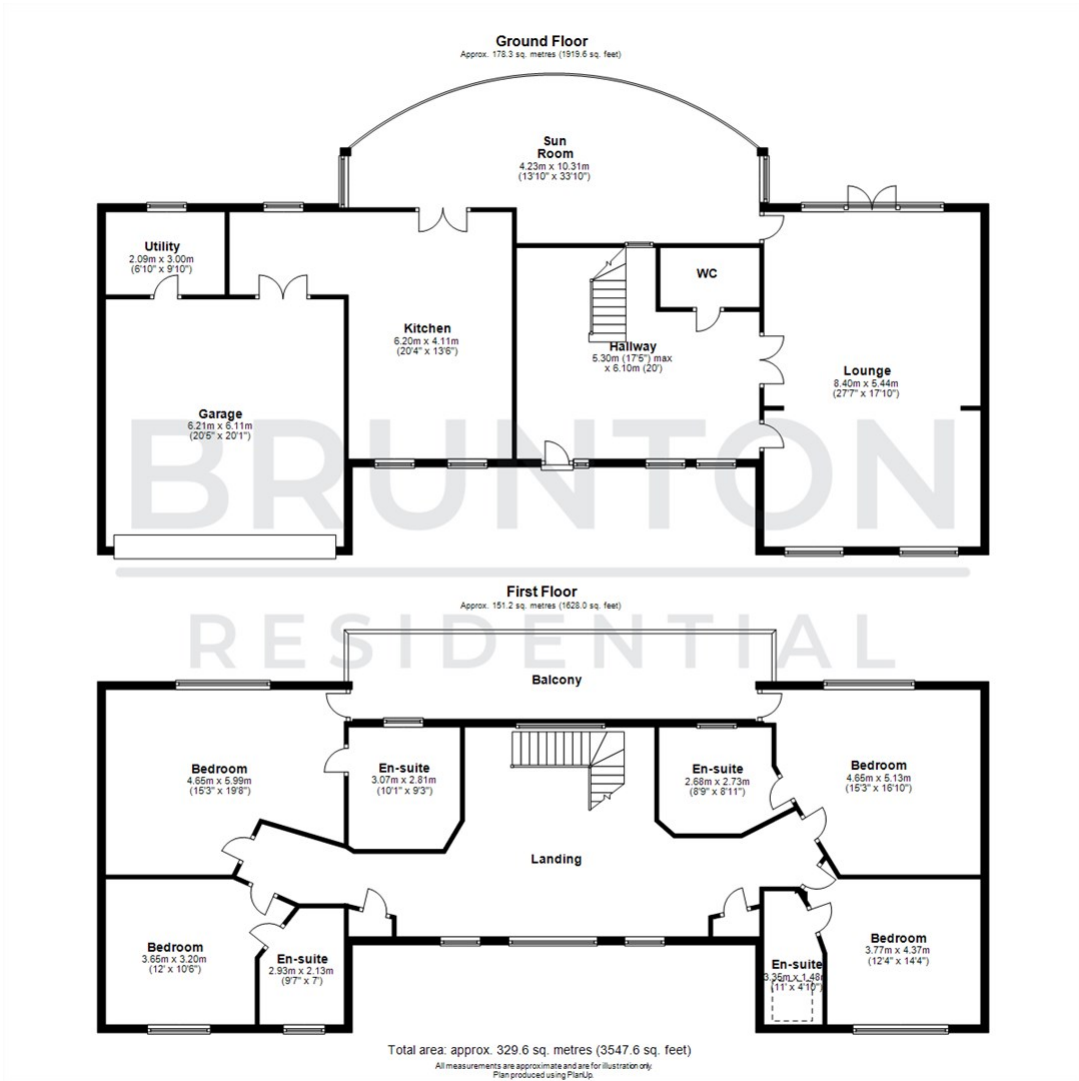 Ground Floor
Approx. 178.3 sq. metres (1919.6 sq. feet)
Sun
Room
4.23m x 10.31m
(13'10" x 33'10")
Utility
2.09m x 3.00m
(6'10" x 9'10")
WC
Kitchen
6.20m x 4.11m
(20'4" x 13'6")
Hallway
5.30m (17'5") max
x 6.10m (20')
Lounge
8.40m x 5.44m
(27'7" x 17'10")
Garage
6.21m x 6.11m
(20'5" x 20'1")
BRUNTON
RESIDENTIAL
First Floor
Approx. 151.2 sq. metres (1628.0 sq. feet)
Balcony
Bedroom
4.65m x 5.99m
(15'3" x 19'8")
En-suite
3.07m x 2.81m
(10'1" x 9'3")
En-suite
2.68m x 2.73m
(8'9" x 8'11")
Bedroom
4.65m x 5.13m
(15'3" x 16'10")
Landing
Bedroom
3.65m x 3.20m
(12' x 10'6")
En-suite
2.93m x 2.13m
(9'7" x 7')
En-suite
3.35m x 1.48m
(11' x 4'10")
Bedroom
3.77m x 4.37m
(12'4" x 14'4")
Total area: approx. 329.6 sq. metres (3547.6 sq. feet)
All measurements are approximate and are for illustration only.
Plan produced using PlanUp.